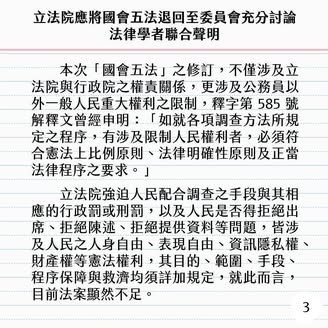 立法院應將國會五法退回至委員會充分討論
法律學者聯合聲明
本次「國會五法」之修訂，不僅涉及立
法院與行政院之權責關係，更涉及公務員以
外一般人民重大權利之限制，釋字第 585 號
解釋文曾經申明：「如就各項調查方法所規
定之程序，有涉及限制人民權利者，必須符
合憲法上比例原則、法律明確性原則及正當
法律程序之要求。」
立法院強迫人民配合調查之手段與其相
應的行政罰或刑罰，以及人民是否得拒絕出
席、拒絕陳述、拒絕提供資料等問題，皆涉
及人民之人身自由、表現自由、資訊隱私權、
財產權等憲法權利，其目的、範圍、手段、
程序保障與救濟均須詳加規定，就此而言，
目前法案顯然不足。
3